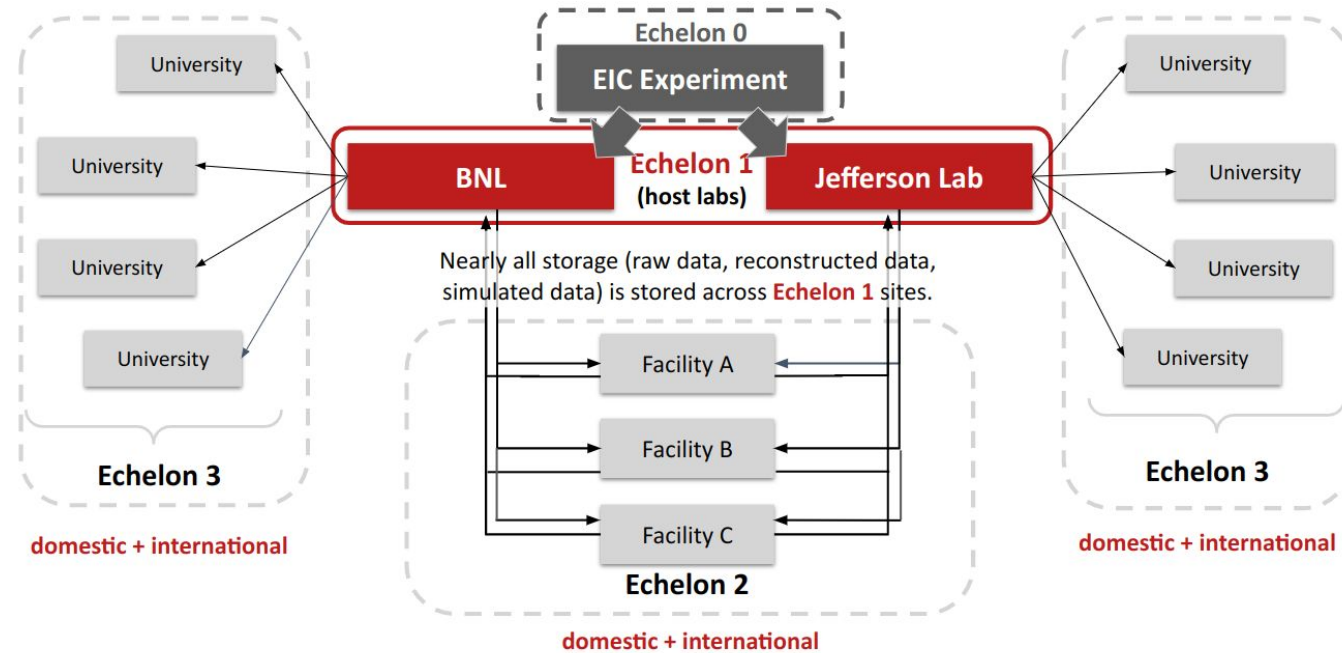 Echelon 0
EIC Experiment
Echelon 1
(host labs)
BNL
Jefferson Lab
Nearly all storage (raw data, reconstructed data,
simulated data) is stored across Echelon 1 sites.
University
University
University
University
Echelon 3
domestic + international
Facility A
Facility B
Facility C
Echelon 2
domestic + international
University
University
University
University
Echelon 3
domestic + international